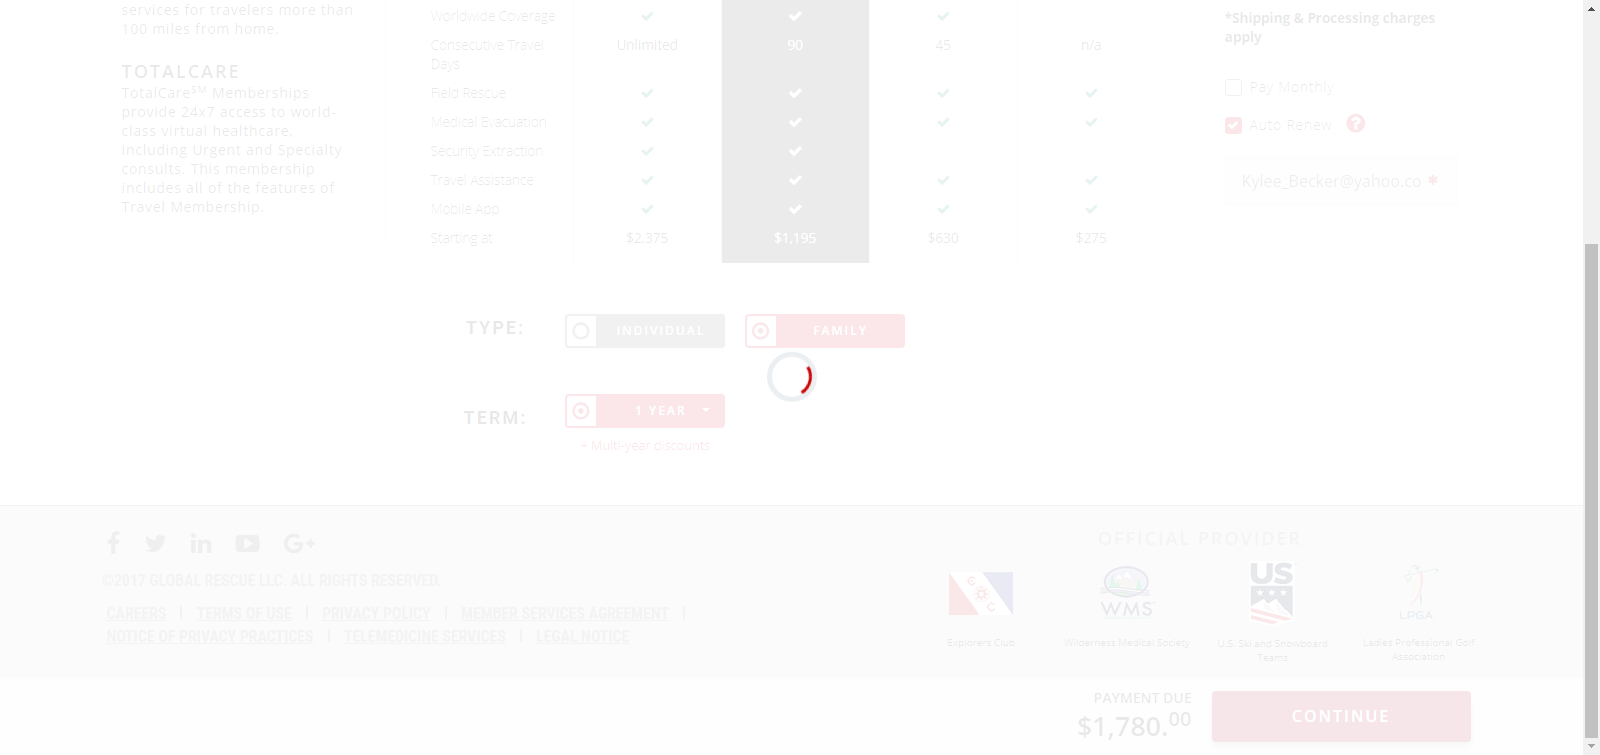 services for travelers more than
100 miles from home.
TOTALCARE
TotalCareSM Memberships
provide 24x7 access to world-
class virtual healthcare,
including Urgent and Specialty
consults. This membership
includes all of the features of
Travel Membership.
Worldwide Coverage
Consecutive Travel
Days
Unlimited 90 45 n/a
Field Rescue
Medical Evacuation
Security Extraction
Travel Assistance
Mobile App
Starting at $2,375 $1,195 $630 $275
*Shipping & Processing charges
apply
Pay Monthly
Auto Renew ?
Kylee_Becker@yahoo.co *
TYPE: INDIVIDUAL FAMILY
TERM: 1 YEAR
+ Multi-year discounts
©2017 GLOBAL RESCUE LLC. ALL RIGHTS RESERVED.
CAREERS | TERMS OF USE | PRIVACY POLICY | MEMBER SERVICES AGREEMENT |
NOTICE OF PRIVACY PRACTICES | TELEMEDICINE SERVICES | LEGAL NOTICE
OFFICIAL PROVIDER
E C
WMS
US
LPGA
Explorers Club
Wilderness Medical Society
U.S. Ski and Snowboard
Teams
Ladies Professional Golf
Association
PAYMENT DUE
$1,780.00
CONTINUE